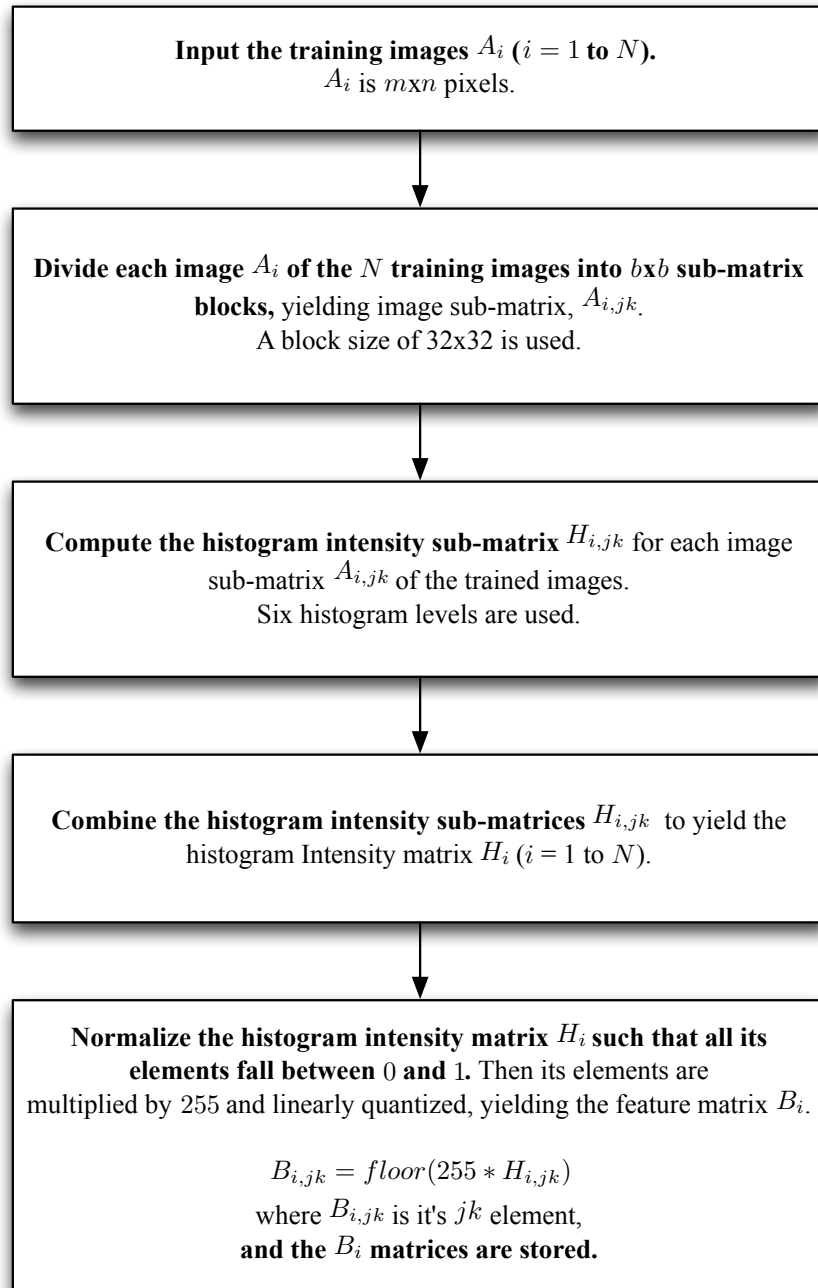 Input the training images A_i (i = 1 to N).
A_i is mxn pixels.
Divide each image A_i of the N training images into bxb sub-matrix
blocks, yielding image sub-matrix, A_{i,jk}.
A block size of 32x32 is used.
Compute the histogram intensity sub-matrix H_{i,jk} for each image
sub-matrix A_{i,jk} of the trained images.
Six histogram levels are used.
Combine the histogram intensity sub-matrices H_{i,jk} to yield the
histogram Intensity matrix H_i (i = 1 to N).
Normalize the histogram intensity matrix H_i such that all its
elements fall between 0 and 1. Then its elements are
multiplied by 255 and linearly quantized, yielding the feature matrix B_i.
B_{i,jk} = floor(255 * H_{i,jk})
where B_{i,jk} is it's jk element,
and the B_i matrices are stored.